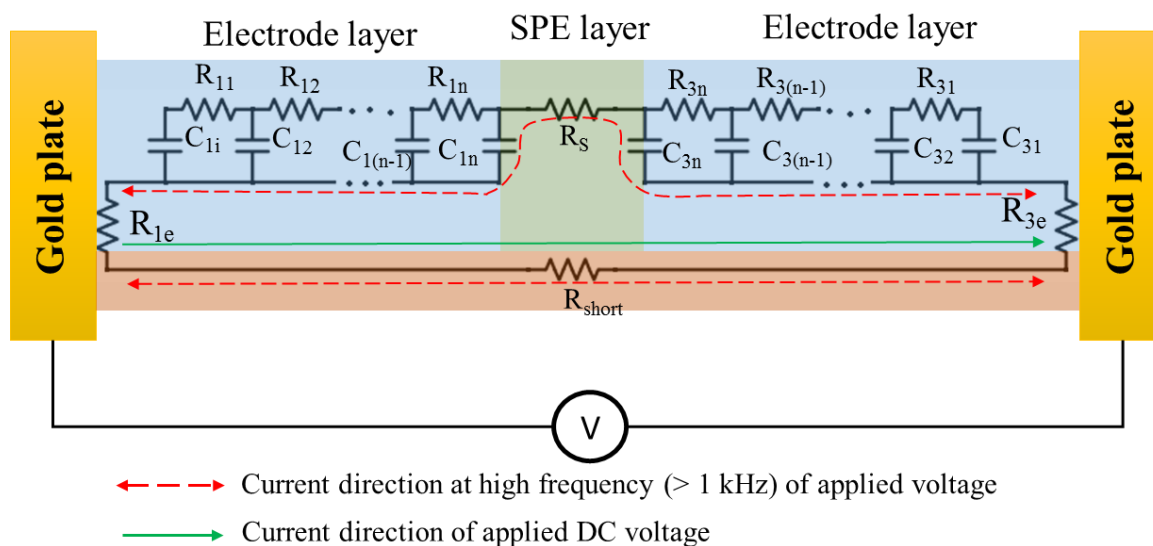 Electrode layer
SPE layer
Electrode layer
R11
R12
R1n
R3n
R3(n-1)
R31
RS
C1i
C12
C1(n-1)
C1n
C3n
C3(n-1)
C32
C31
Gold plate
Gold plate
R1e
R3e
Rshort
V
Current direction at high frequency (> 1 kHz) of applied voltage
Current direction of applied DC voltage